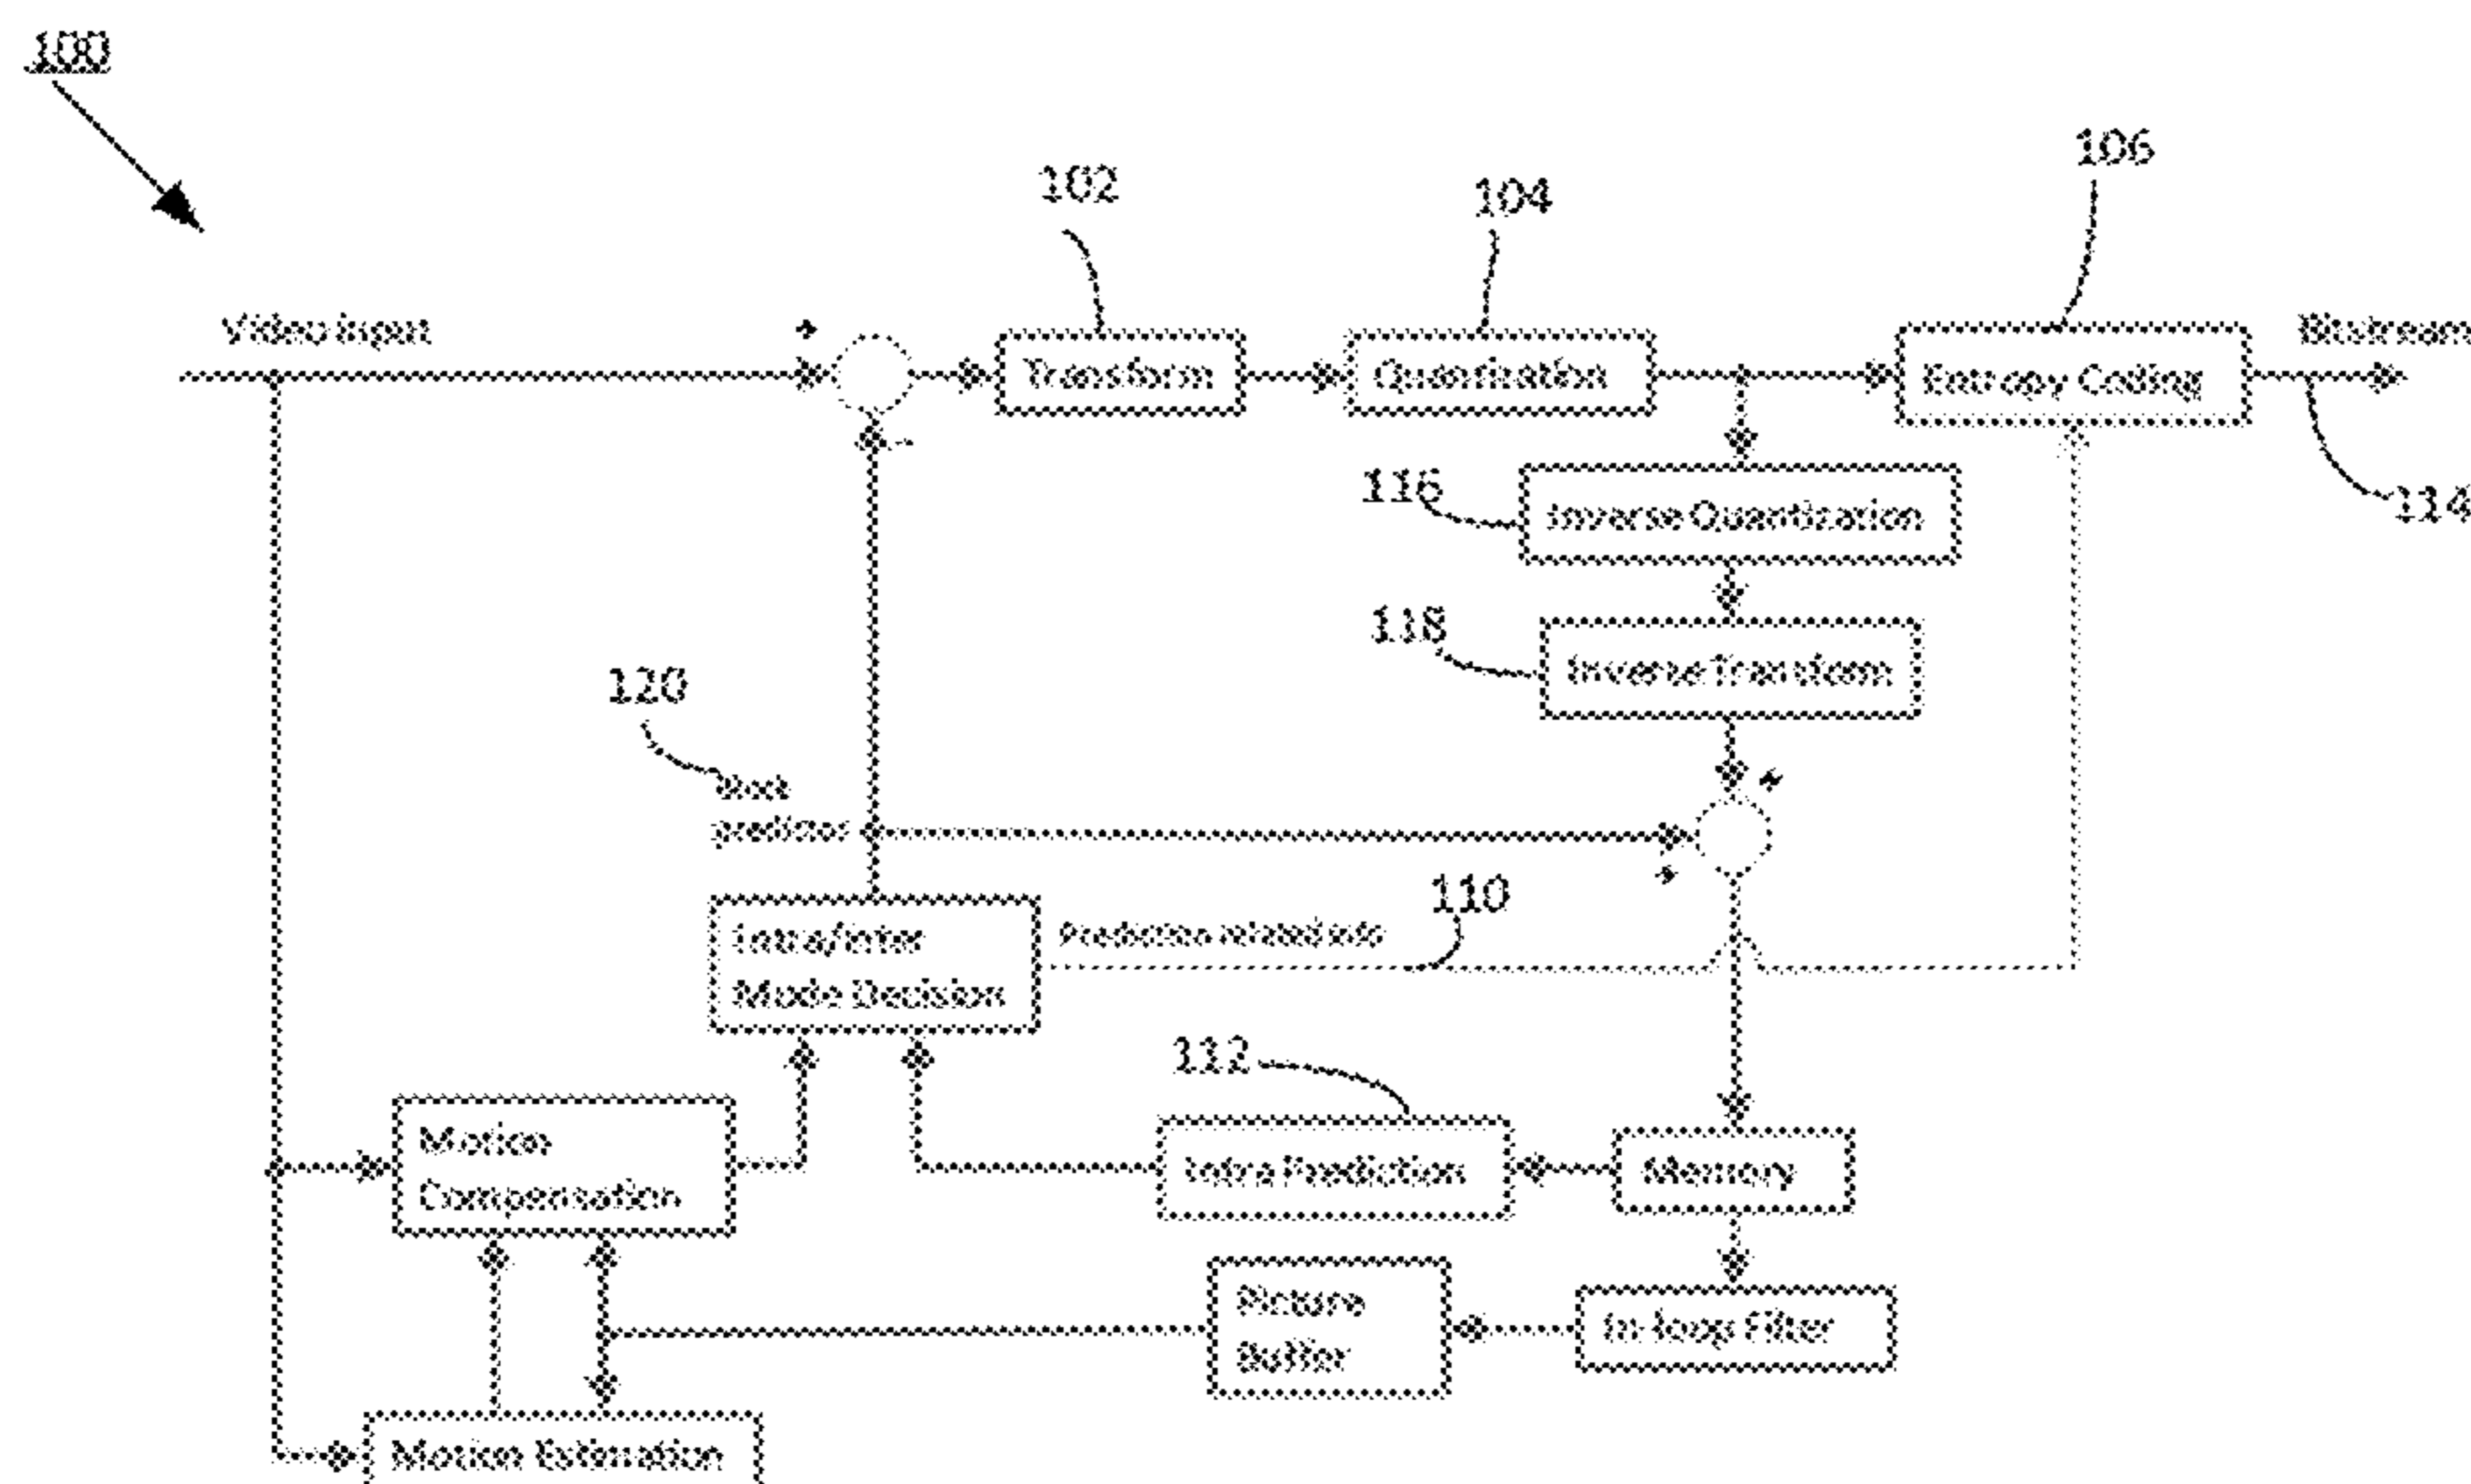 100
106
102
104
Video input
+
Transform
Quantization
Entropy Coding
Bitstream
-
116
114
Inverse Quantization
118
Inverse Transform
120
Block
predictor
+
+
110
Intra/Inter
Mode Decision
Prediction related info
112
Motion
Compensation
Intra Prediction
Memory
Picture
Buffer
In-loop Filter
Motion Estimation